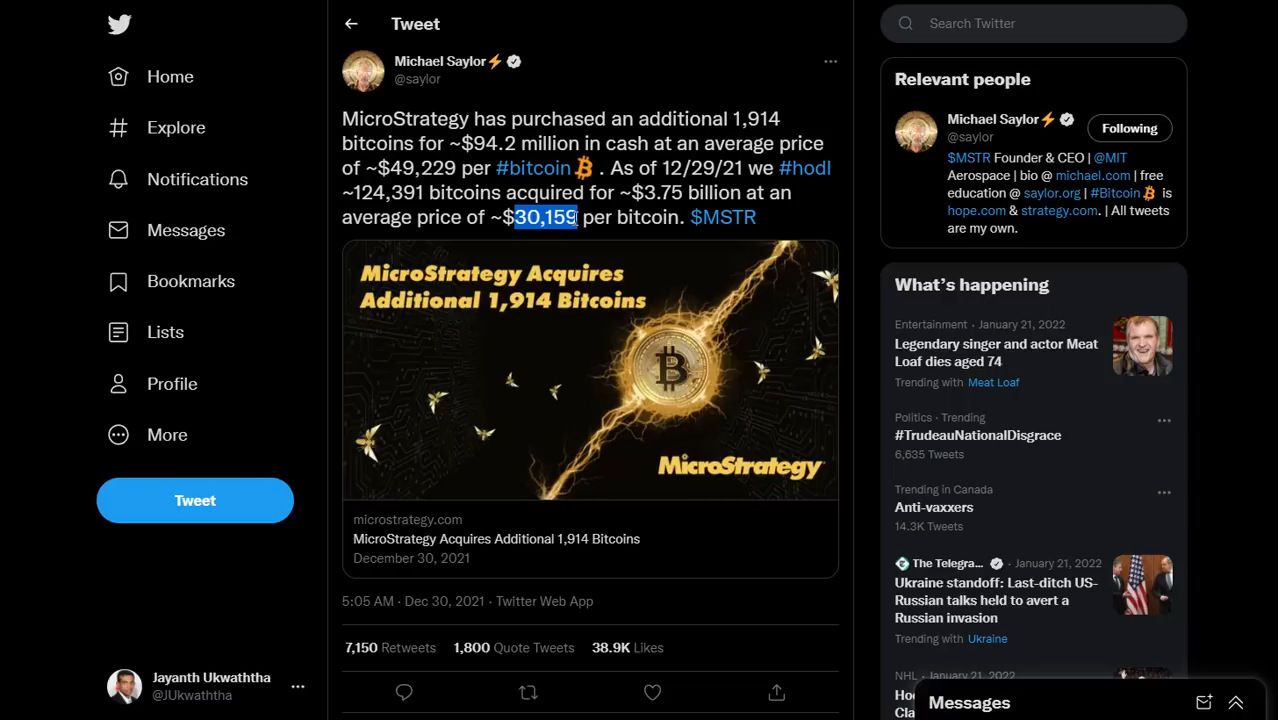 Home
Explore
Notifications
Messages
Bookmarks
Lists
Profile
More
Tweet
Jayanth Ukwaththa
@JUkwaththa
Tweet
Michael Saylor⚡
@saylor
MicroStrategy has purchased an additional 1,914
bitcoins for ~$94.2 million in cash at an average price
of ~$49,229 per #bitcoin . As of 12/29/21 we #hodl
~124,391 bitcoins acquired for ~$3.75 billion at an
average price of ~$30,159 per bitcoin. $MSTR
MicroStrategy Acquires
Additional 1,914 Bitcoins
MicroStrategy
microstrategy.com
MicroStrategy Acquires Additional 1,914 Bitcoins
December 30, 2021
5:05 AM · Dec 30, 2021 · Twitter Web App
7,150 Retweets 1,800 Quote Tweets 38.9K Likes
Search Twitter
Relevant people
Michael Saylor⚡
@saylor
Following
$MSTR Founder & CEO | @MIT
Aerospace | bio @ michael.com | free
education @ saylor.org | #Bitcoin is
hope.com & strategy.com. | All tweets
are my own.
What's happening
Entertainment · January 21, 2022
Legendary singer and actor Meat
Loaf dies aged 74
Trending with Meat Loaf
Politics · Trending
#TrudeauNationalDisgrace
6,635 Tweets
Trending in Canada
Anti-vaxxers
14.3K Tweets
The Telegra... · January 21, 2022
Ukraine standoff: Last-ditch US-
Russian talks held to avert a
Russian invasion
Trending with Ukraine
NHL · January 21, 2022
Messages